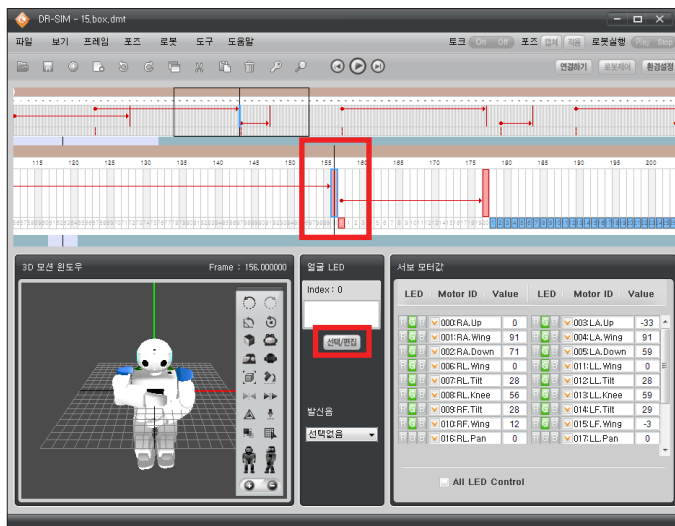 DR-SIM - 15.box.dmt
파일 보기 프레임 포즈 로봇 도구 도움말 토크 On Off 포즈 캡쳐 적용 로봇실행 Play Stop
연결하기 로봇제어 환경설정
115 120 125 130 135 140 145 150 155 160 165 170 175 180 185 190 195 200
3D 모션 윈도우 Frame : 156.000000 얼굴 LED 서보 모터값
Index : 0
LED Motor ID Value LED Motor ID Value
000:RA.Up 0 003:LA.Up -33
001:RA.Wing 91 004:LA.Wing 91
선택/편집
002:RA.Down 71 005:LA.Down 59
006:RL.Wing 0 011:LL.Wing 0
007:RL.Tilt 28 012:LL.Tilt 28
008:RL.Knee 56 013:LL.Knee 59
발신음
009:RF.Tilt 28 014:LF.Tilt 29
선택없음
010:RF.Wing 12 015:LF.Wing -3
016:RL.Pan 0 017:LL.Pan 0
All LED Control